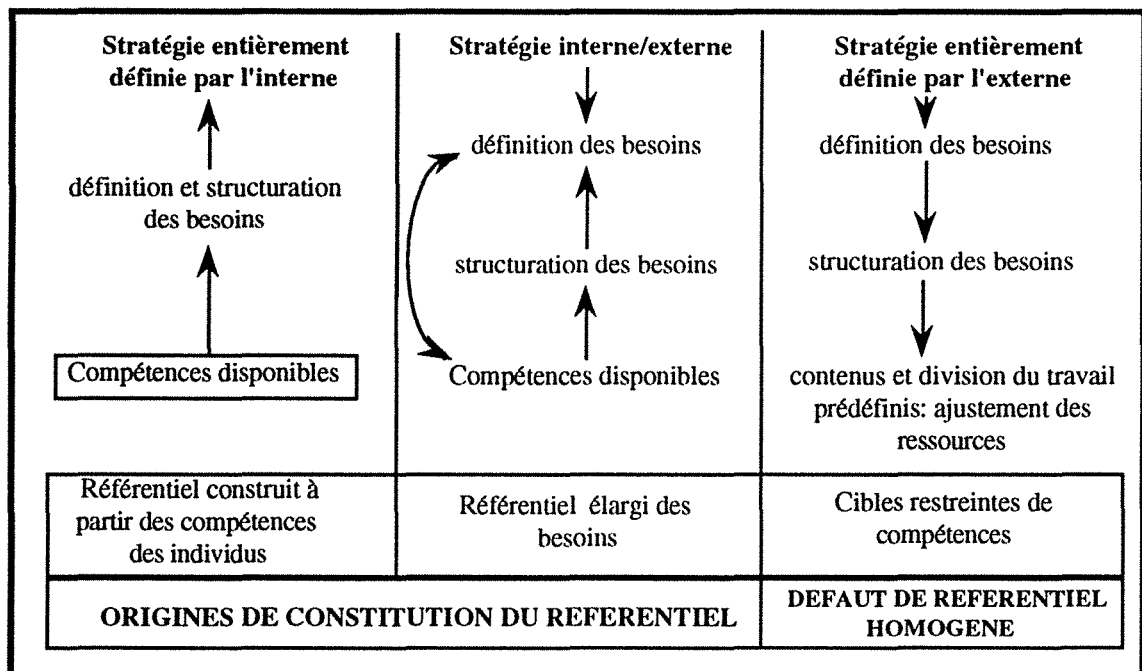 Stratégie entièrement
définie par l'interne
définition et structuration
des besoins
Compétences disponibles
Référentiel construit à
partir des compétences
des individus
Stratégie interne/externe
définition des besoins
structuration des besoins
Compétences disponibles
Référentiel élargi des
besoins
Stratégie entièrement
définie par l'externe
définition des besoins
structuration des besoins
contenus et division du travail
prédéfinis: ajustement des
ressources
Cibles restreintes de
compétences
ORIGINES DE CONSTITUTION DU REFERENTIEL
DEFAUT DE REFERENTIEL
HOMOGENE